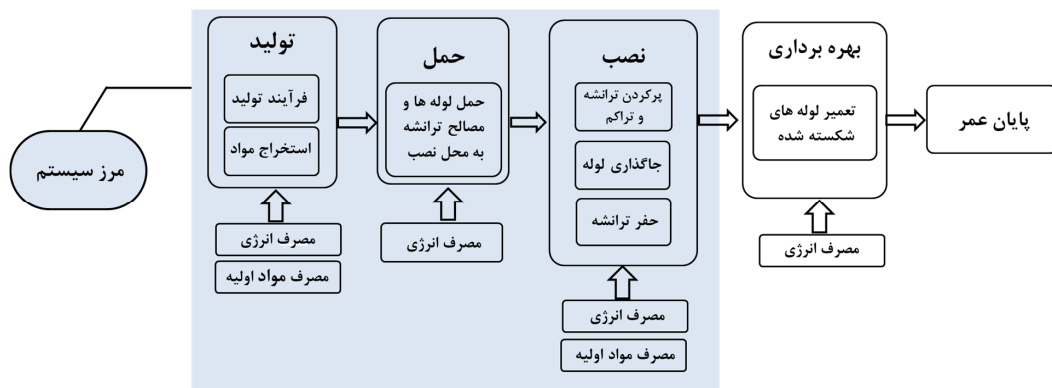 مرز سیستم
تولید
فرآیند تولید
استخراج مواد
مصرف انرژی
مصرف مواد اولیه
حمل
حمل لوله ها و
مصالح ترانشه
به محل نصب
مصرف انرژی
نصب
پرکردن ترانشه
و تراکم
جاگذاری لوله
حفر ترانشه
مصرف انرژی
مصرف مواد اولیه
بهره برداری
تعمیر لوله های
شکسته شده
مصرف انرژی
پایان عمر